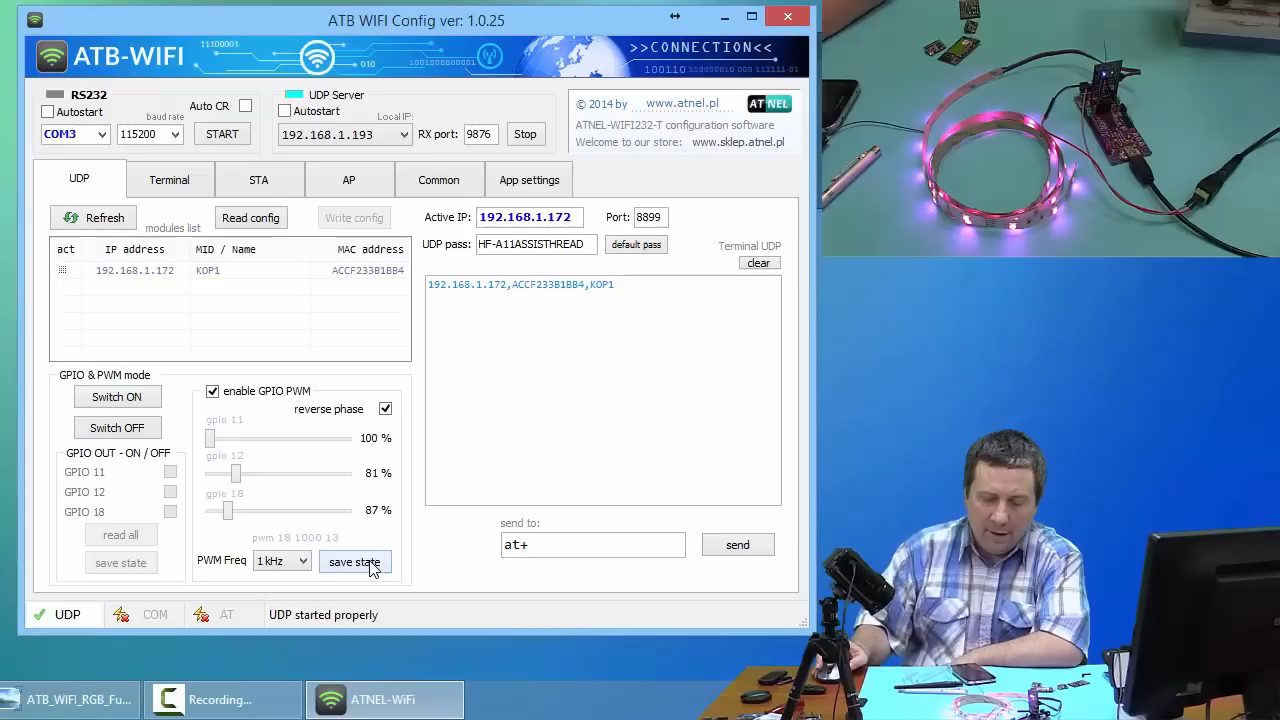 ATB WIFI Config ver: 1.0.25
ATB-WIFI
11100001
010
1001000000001
>>CONNECTION<<
RS232
Autostart
Auto CR
baud rate
COM3
115200
START
UDP Server
Autostart
Local IP:
192.168.1.193
RX port:
9876
Stop
© 2014 by www.atnel.pl
ATNEL
ATNEL-WIFI232-T configuration software
Welcome to our store: www.sklep.atnel.pl
UDP
Terminal
STA
AP
Common
App settings
Refresh
modules list
Read config
Write config
Active IP:
192.168.1.172
Port:
8899
UDP pass:
HF-A11ASSISTHREAD
default pass
Terminal UDP
clear
act
IP address
MID / Name
MAC address
192.168.1.172
KOP1
ACCF233B1BB4
192.168.1.172,ACCF233B1BB4,KOP1
GPIO & PWM mode
Switch ON
Switch OFF
GPIO OUT - ON / OFF
GPIO 11
GPIO 12
GPIO 18
read all
save state
enable GPIO PWM
reverse phase
gpio 11
100 %
gpio 12
81 %
gpio 18
87 %
pwm 18 1000 13
PWM Freq
1 kHz
save state
send to:
at+
send
UDP
COM
AT
UDP started properly
ATB_WIFI_RGB_Fu...
Recording...
ATNEL-WiFi